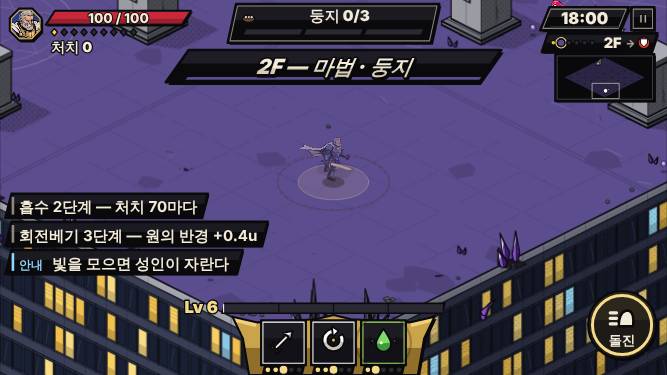 100 / 100
처치 0
둥지 0/3
18:00
2F
2F — 마법 · 둥지
흡수 2단계 — 처치 70마다
회전베기 3단계 — 원의 반경 +0.4u
안내 빛을 모으면 성인이 자란다
Lv 6
돌진